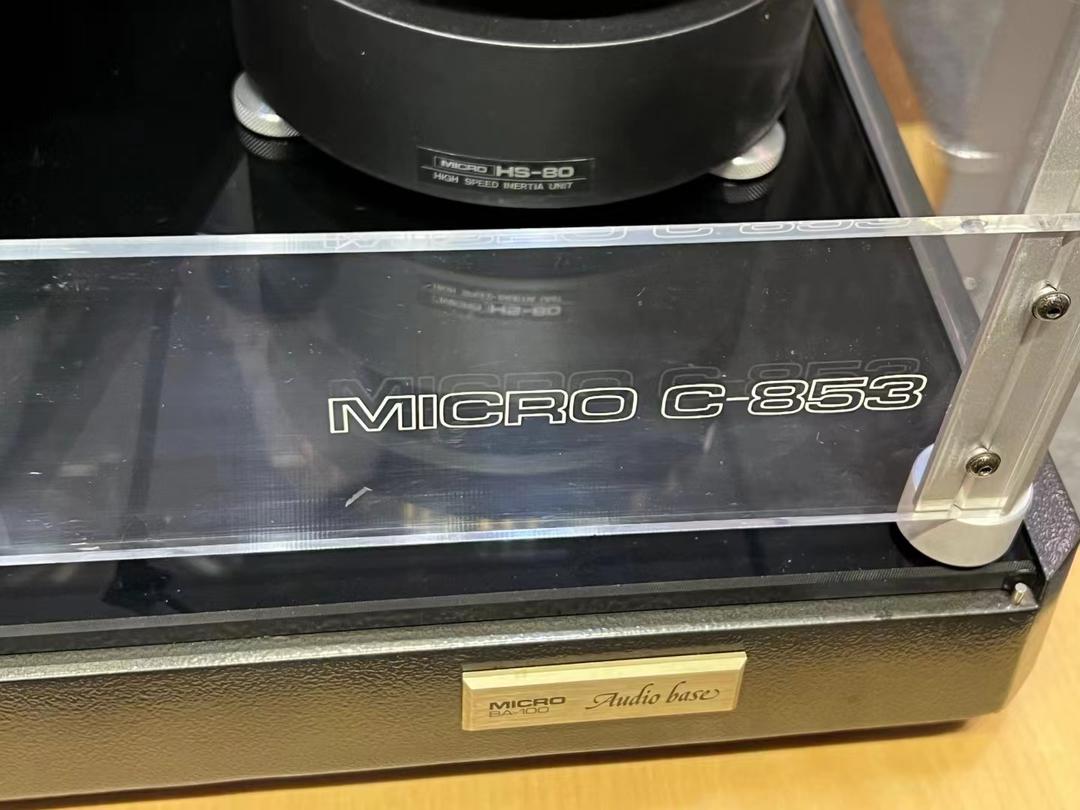 MICRO HS-80
HIGH SPEED INERTIA UNIT
MICRO C-853
MICRO Audio base
BA-100